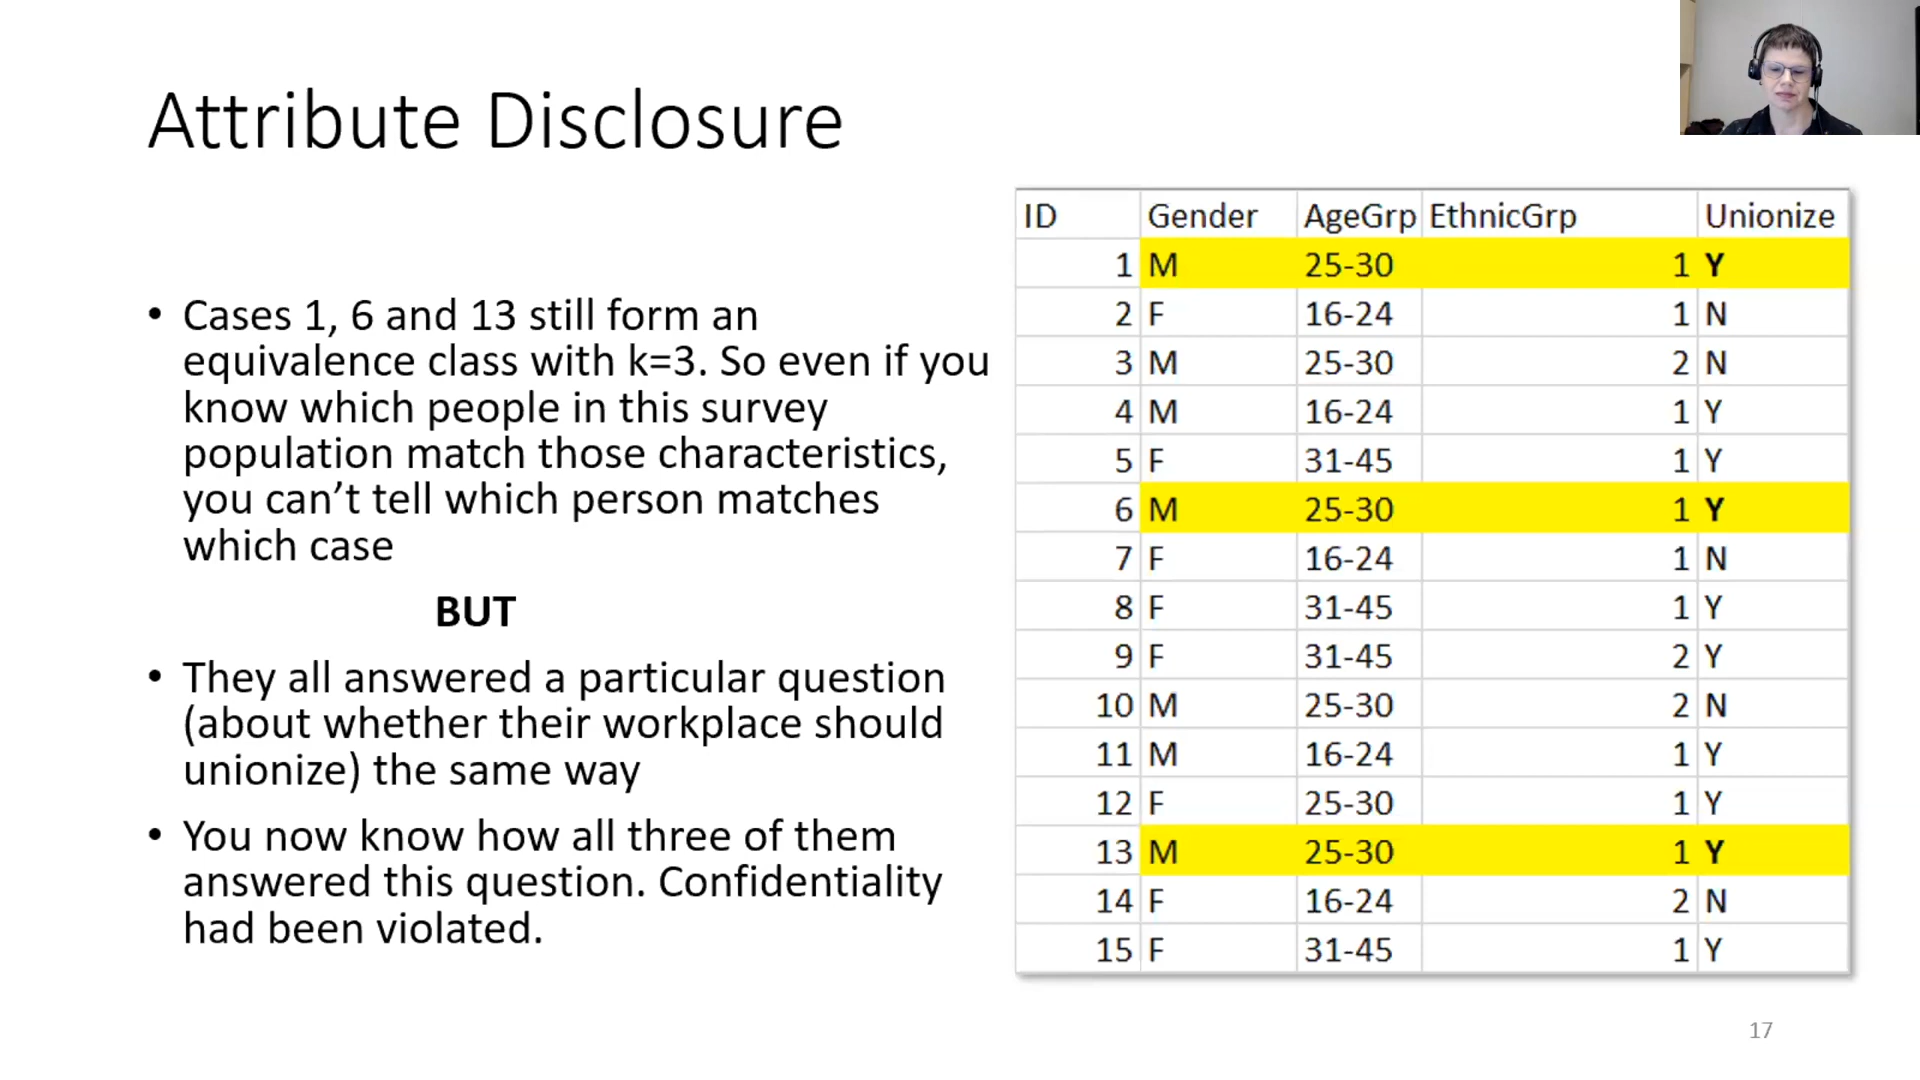 Attribute Disclosure
• Cases 1, 6 and 13 still form an
equivalence class with k=3. So even if you
know which people in this survey
population match those characteristics,
you can’t tell which person matches
which case
BUT
• They all answered a particular question
(about whether their workplace should
unionize) the same way
• You now know how all three of them
answered this question. Confidentiality
had been violated.
ID Gender AgeGrp EthnicGrp Unionize
1 M 25-30 1 Y
2 F 16-24 1 N
3 M 25-30 2 N
4 M 16-24 1 Y
5 F 31-45 1 Y
6 M 25-30 1 Y
7 F 16-24 1 N
8 F 31-45 1 Y
9 F 31-45 2 Y
10 M 25-30 2 N
11 M 16-24 1 Y
12 F 25-30 1 Y
13 M 25-30 1 Y
14 F 16-24 2 N
15 F 31-45 1 Y
17